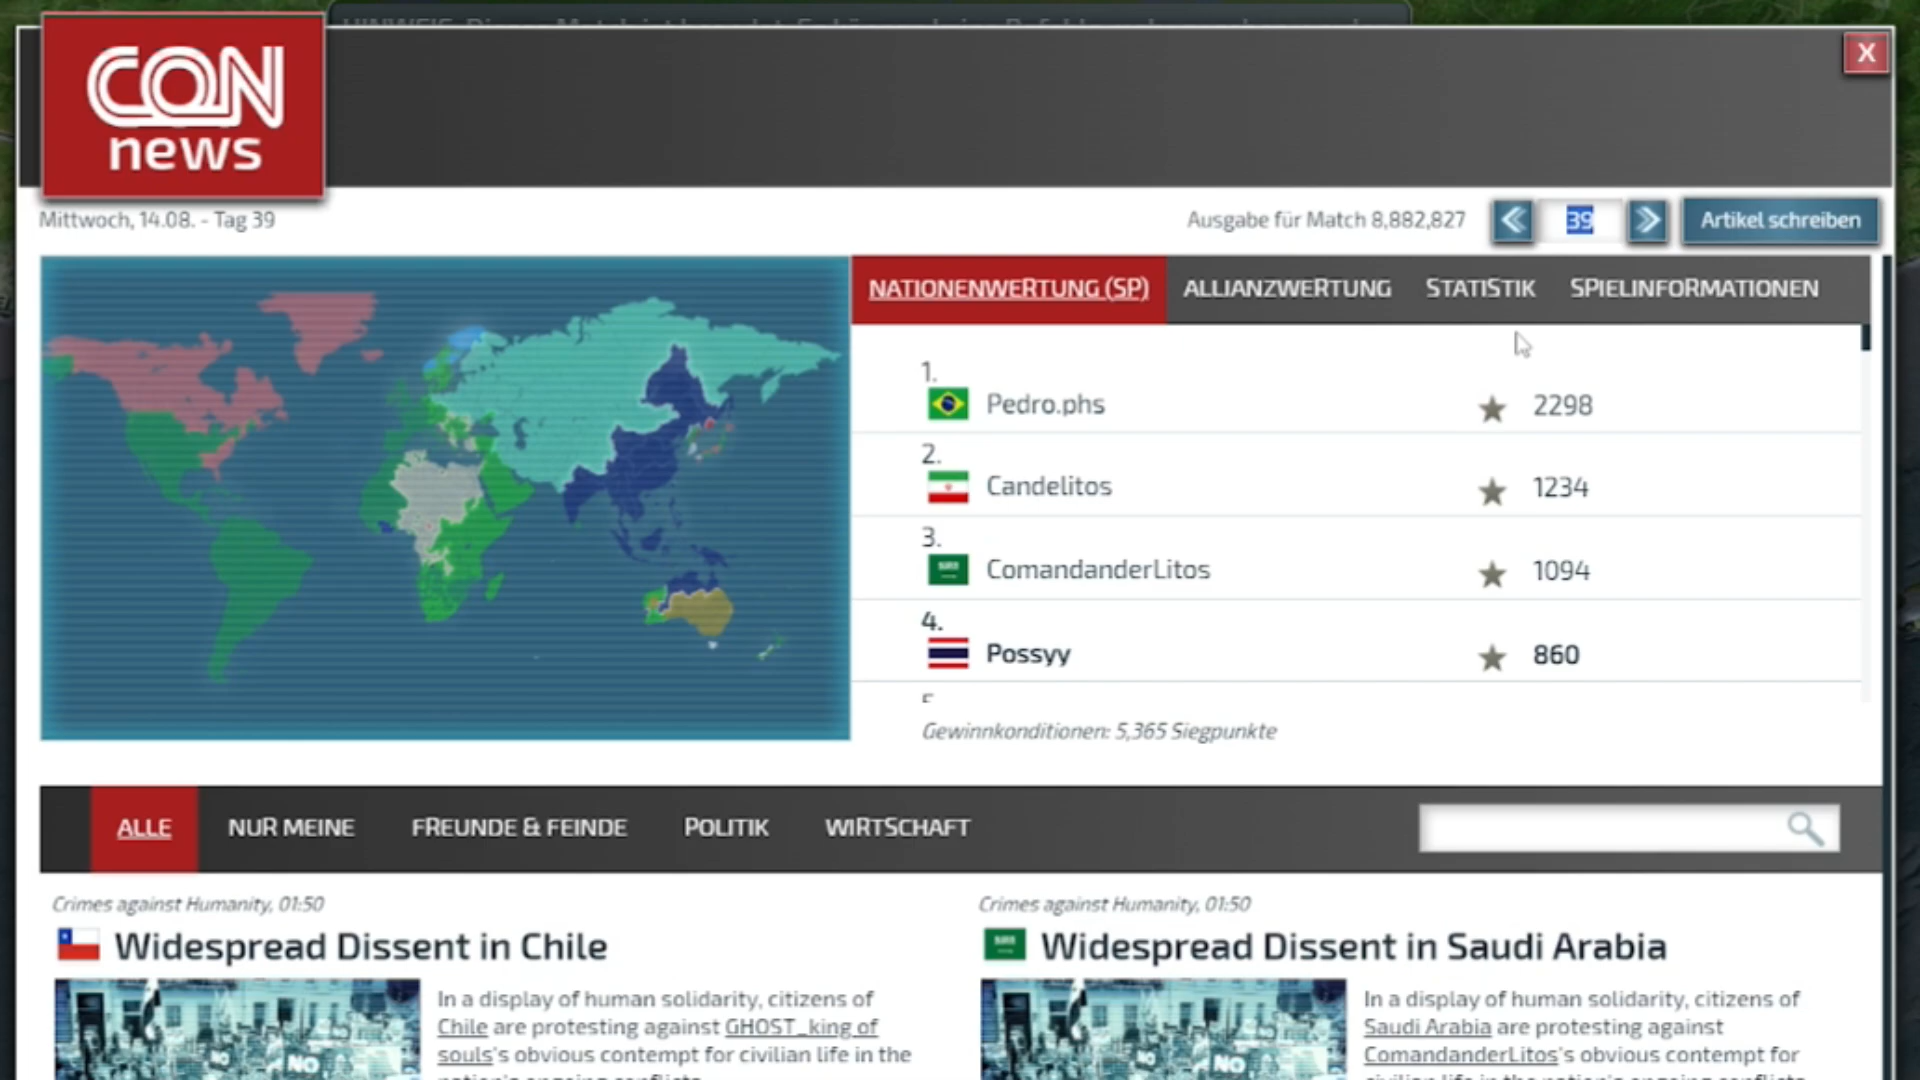 CON
news
X
Mittwoch, 14.08. - Tag 39
Ausgabe für Match 8,882,827
39
Artikel schreiben
NATIONENWERTUNG (SP)
ALLIANZWERTUNG
STATISTIK
SPIELINFORMATIONEN
1.
Pedro.phs
2298
2.
Candelitos
1234
3.
ComandanderLitos
1094
4.
Possyy
860
Gewinnkonditionen: 5,365 Siegpunkte
ALLE
NUR MEINE
FREUNDE & FEINDE
POLITIK
WIRTSCHAFT
Crimes against Humanity, 01:50
Widespread Dissent in Chile
NO
NO
In a display of human solidarity, citizens of
Chile are protesting against GHOST_king of
souls's obvious contempt for civilian life in the
Crimes against Humanity, 01:50
Widespread Dissent in Saudi Arabia
NO
NO
In a display of human solidarity, citizens of
Saudi Arabia are protesting against
ComandanderLitos's obvious contempt for